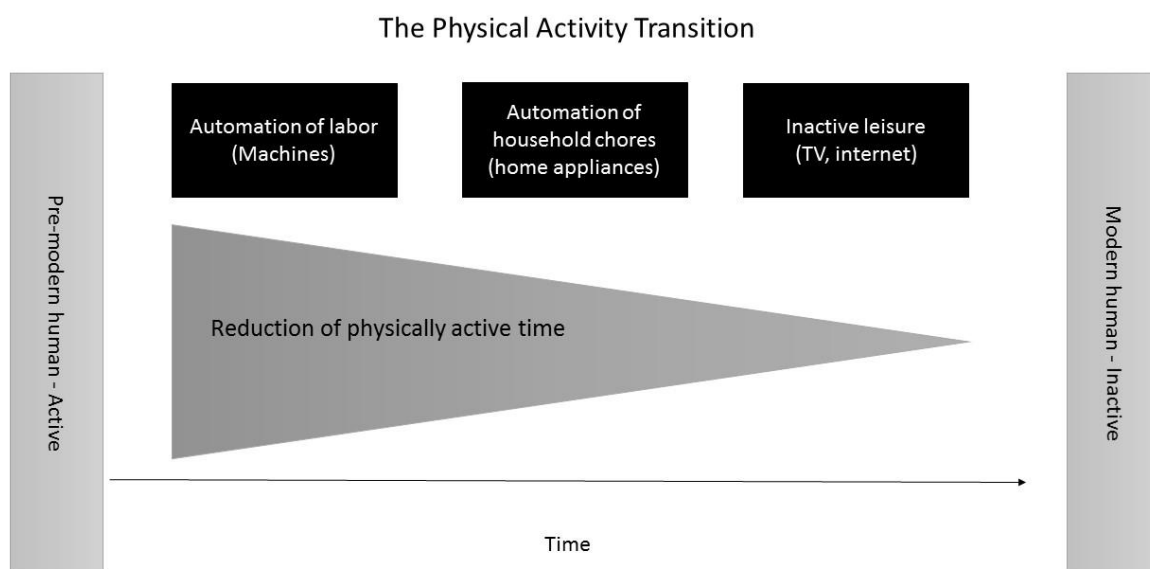 The Physical Activity Transition
Pre-modern human - Active
Automation of labor
(Machines)
Automation of
household chores
(home appliances)
Inactive leisure
(TV, internet)
Modern human - Inactive
Reduction of physically active time
Time